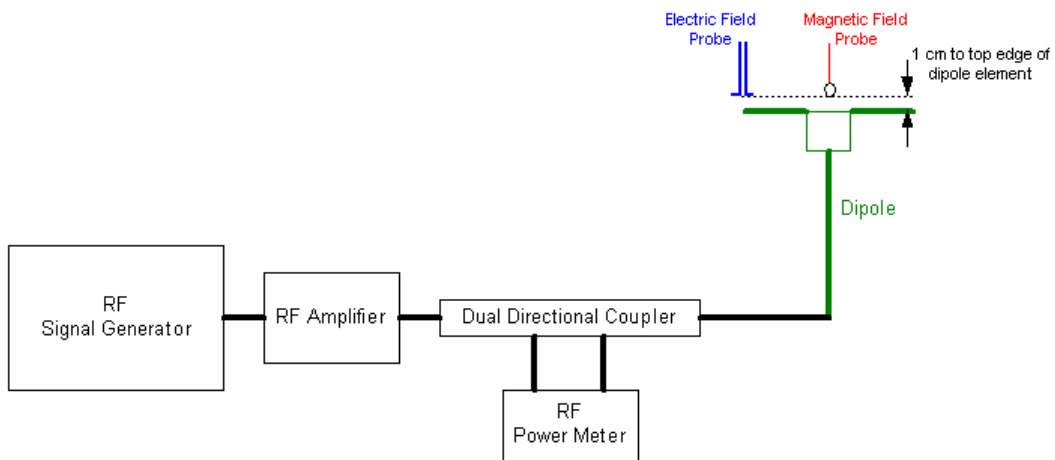 Electric Field
Probe
Magnetic Field
Probe
1 cm to top edge of
dipole element
Dipole
RF
Signal Generator
RF Amplifier
Dual Directional Coupler
RF
Power Meter